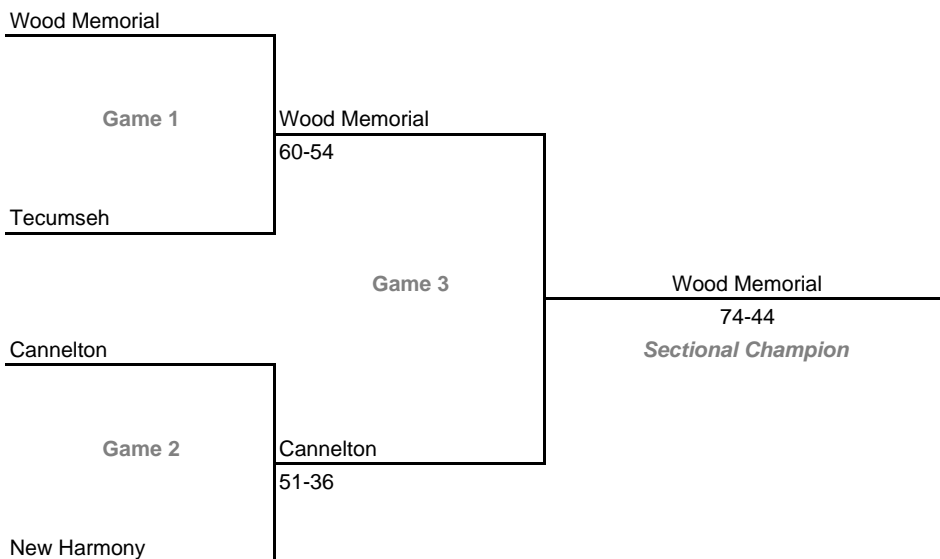 Wood Memorial
Game 1
Wood Memorial
60-54
Tecumseh
Game 3
Wood Memorial
74-44
Sectional Champion
Cannelton
Game 2
Cannelton
51-36
New Harmony